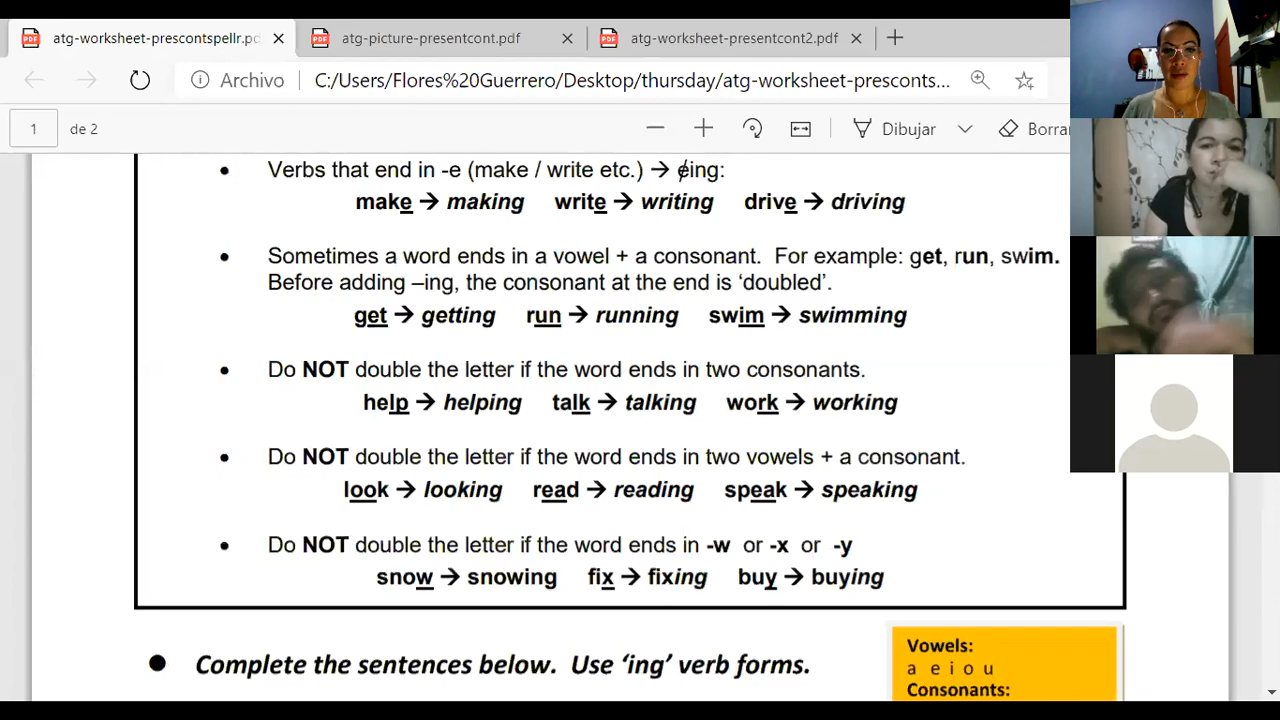 atg-worksheet-prescontspellr.pd
atg-picture-presentcont.pdf
atg-worksheet-presentcont2.pdf
Archivo
C:/Users/Flores%20Guerrero/Desktop/thursday/atg-worksheet-presconts...
1
de 2
Dibujar
Borra
• Verbs that end in -e (make / write etc.) → ɇing:
make → making write → writing drive → driving
• Sometimes a word ends in a vowel + a consonant. For example: get, run, swim.
Before adding –ing, the consonant at the end is ‘doubled’.
get → getting run → running swim → swimming
• Do NOT double the letter if the word ends in two consonants.
help → helping talk → talking work → working
• Do NOT double the letter if the word ends in two vowels + a consonant.
look → looking read → reading speak → speaking
• Do NOT double the letter if the word ends in -w or -x or -y
snow → snowing fix → fixing buy → buying
● Complete the sentences below. Use ‘ing’ verb forms.
Vowels:
a e i o u
Consonants: